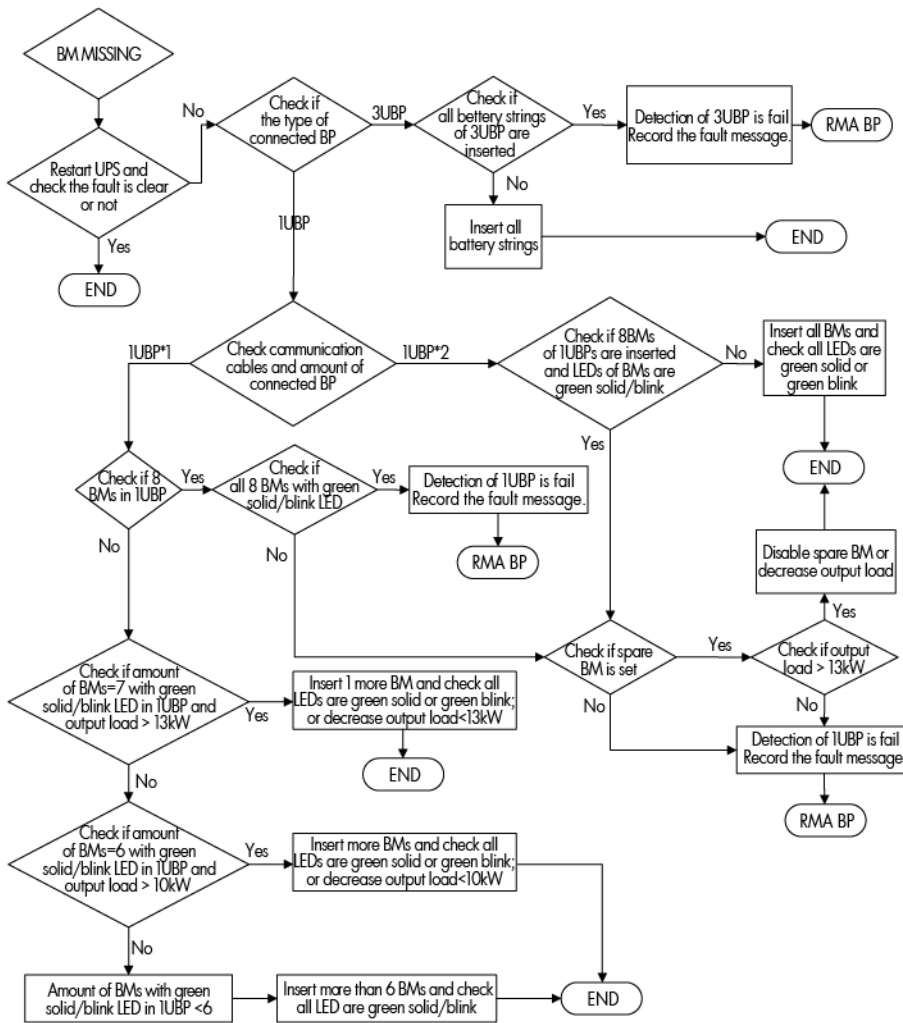 BM MISSING
Restart UPS and
check the fault is clear
or not
No
Yes
END
Check if
the type of
connected BP
3UBP
1UBP
Check if
all bettery strings
of 3UBP are
inserted
Yes
Detection of 3UBP is fail
Record the fault message.
RMA BP
No
Insert all
battery strings
END
Check cammunication
cables and amount of
connected BP
1UBP*1
1UBP*2
Check if 8BMs
of 1UBPs are inserted
and LEDs of BMs are
green solid/blink
No
Insert all BMs and
check all LEDs are
green solid or
green blink
END
Yes
Check if 8
BMs in 1UBP
Yes
Check if
all 8 BMs with green
solid/blink LED
Yes
Detection of 1UBP is fail
Record the fault message.
RMA BP
No
No
Disable spare BM or
decrease output load
Yes
Check if spare
BM is set
Yes
Check if output
load > 13kW
No
No
Detection of 1UBP is fail
Record the fault message
RMA BP
Check if amount
of BMs=7 with green
solid/blink LED in 1UBP and
output load > 13kW
Yes
Insert 1 more BM and check all
LEDs are green solid or green blink;
or decrease output load<13kW
END
No
Check if amount
of BMs=6 with green
solid/blink LED in 1UBP and
output load > 10kW
Yes
Insert more BMs and check all
LEDs are green solid or green blink;
or decrease output load<10kW
No
Amount of BMs with green
solid/blink LED in 1UBP <6
Insert more than 6 BMs and check
all LED are green solid/blink
END